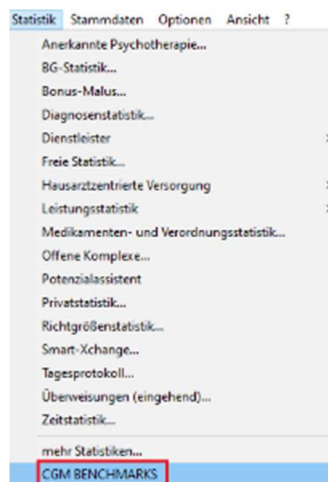 Statistik Stammdaten Optionen Ansicht ?
Anerkannte Psychotherapie...
BG-Statistik...
Bonus-Malus...
Diagnosenstatistik...
Dienstleister
Freie Statistik...
Hausarztzentrierte Versorgung
Leistungsstatistik
Medikamenten- und Verordnungsstatistik...
Offene Komplexe...
Potenzialassistent
Privatstatistik...
Richtgrößenstatistik...
Smart-Xchange...
Tagesprotokoll...
Überweisungen (eingehend)...
Zeitstatistik...
mehr Statistiken...
CGM BENCHMARKS